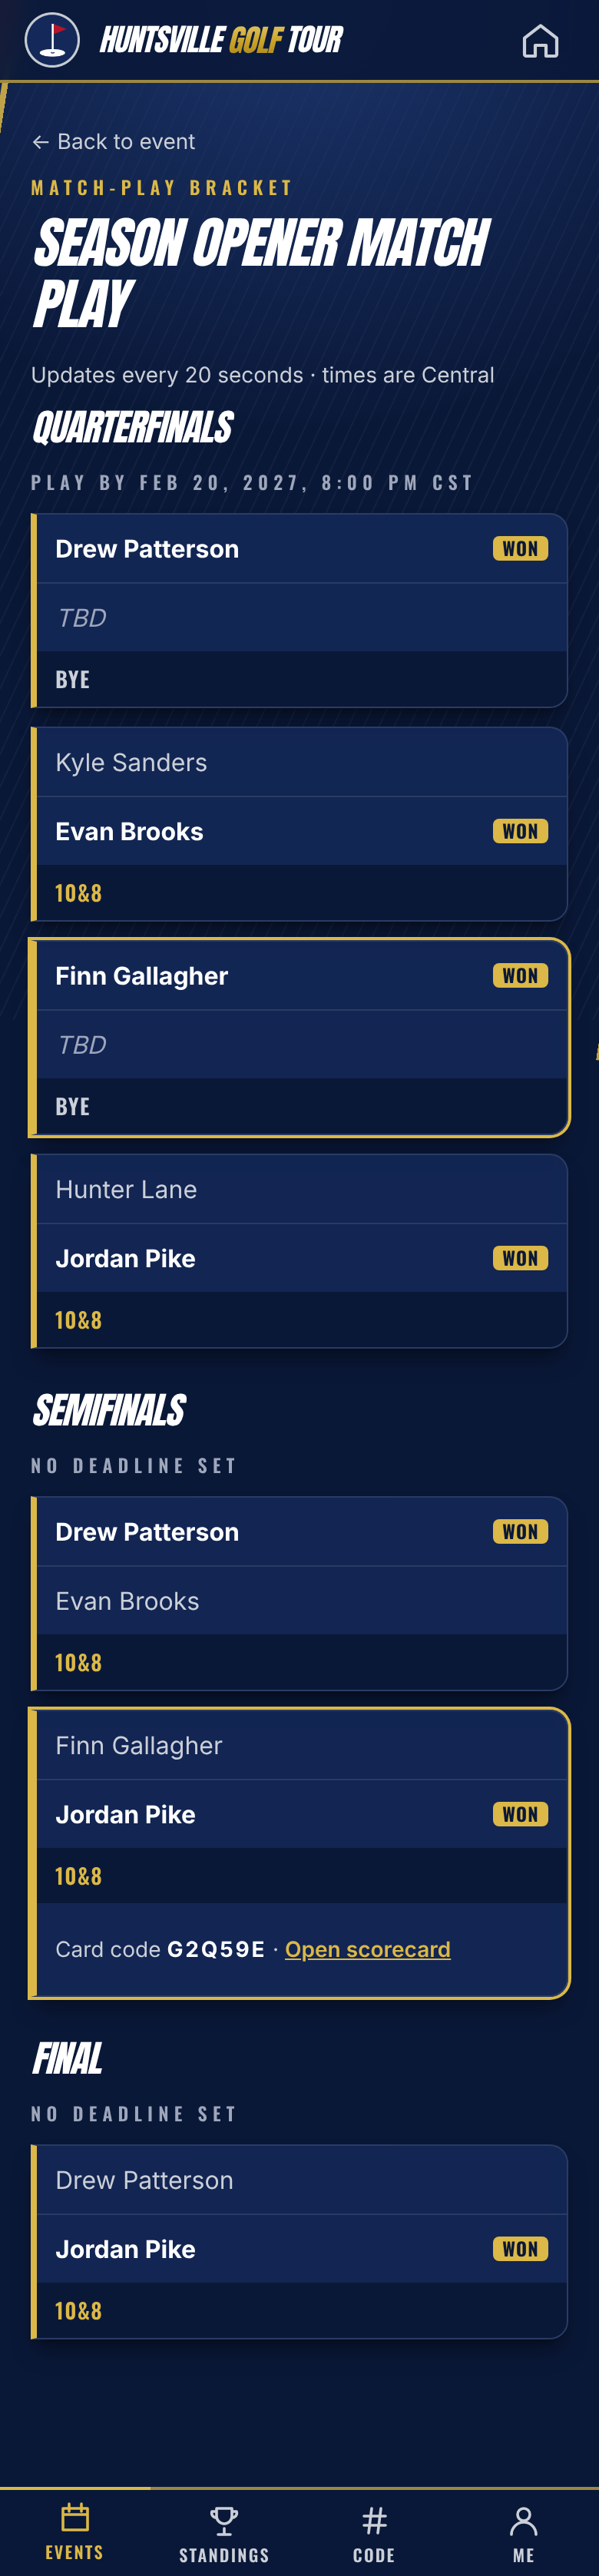 HUNTSVILLE GOLF TOUR
← Back to event
MATCH-PLAY BRACKET
SEASON OPENER MATCH
PLAY
Updates every 20 seconds · times are Central
QUARTERFINALS
PLAY BY FEB 20, 2027, 8:00 PM CST
Drew Patterson WON
TBD
BYE
Kyle Sanders
Evan Brooks WON
10&8
Finn Gallagher WON
TBD
BYE
Hunter Lane
Jordan Pike WON
10&8
SEMIFINALS
NO DEADLINE SET
Drew Patterson WON
Evan Brooks
10&8
Finn Gallagher
Jordan Pike WON
10&8
Card code G2Q59E · Open scorecard
FINAL
NO DEADLINE SET
Drew Patterson
Jordan Pike WON
10&8
EVENTS STANDINGS CODE ME